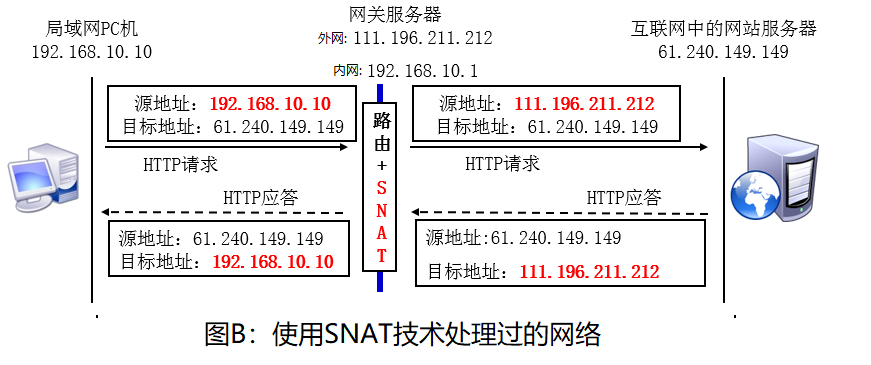 局域网PC机
192.168.10.10
网关服务器
外网: 111.196.211.212
内网: 192.168.10.1
互联网中的网站服务器
61.240.149.149
源地址：192.168.10.10
目标地址：61.240.149.149
HTTP请求
源地址：111.196.211.212
目标地址：61.240.149.149
HTTP请求
路由+SNAT
HTTP应答
源地址：61.240.149.149
目标地址：192.168.10.10
HTTP应答
源地址:61.240.149.149
目标地址：111.196.211.212
图B：使用SNAT技术处理过的网络